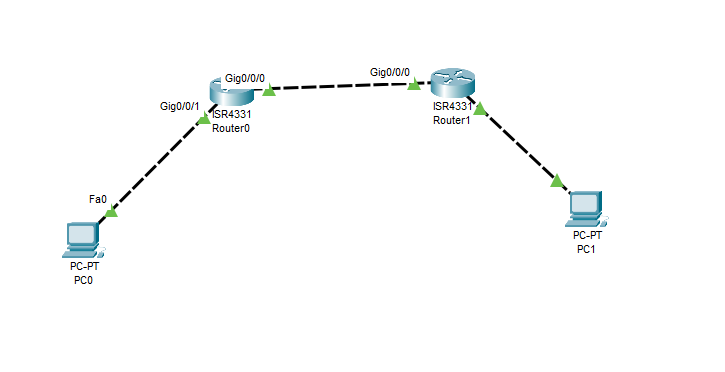 Gig0/0/0
Gig0/0/0
Gig0/0/1
ISR4331
Router0
ISR4331
Router1
Fa0
PC-PT
PC0
PC-PT
PC1